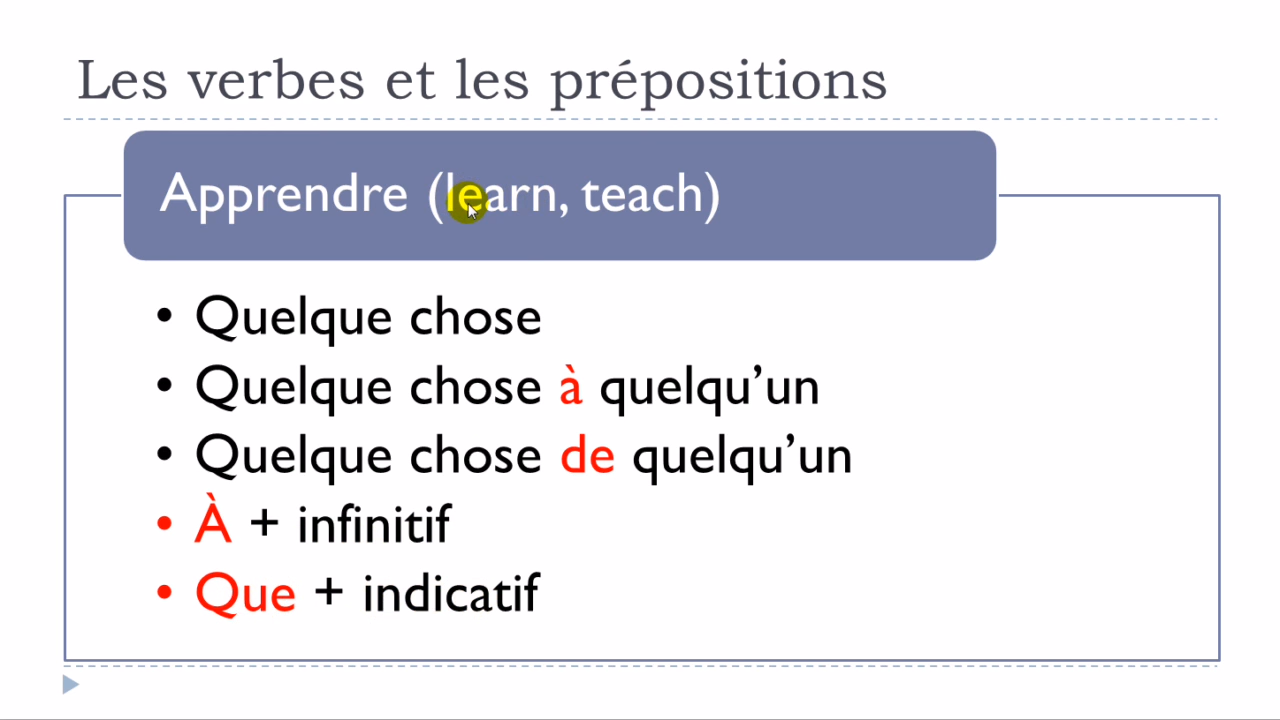 Les verbes et les prépositions
Apprendre (learn, teach)
• Quelque chose
• Quelque chose à quelqu’un
• Quelque chose de quelqu’un
• À + infinitif
• Que + indicatif